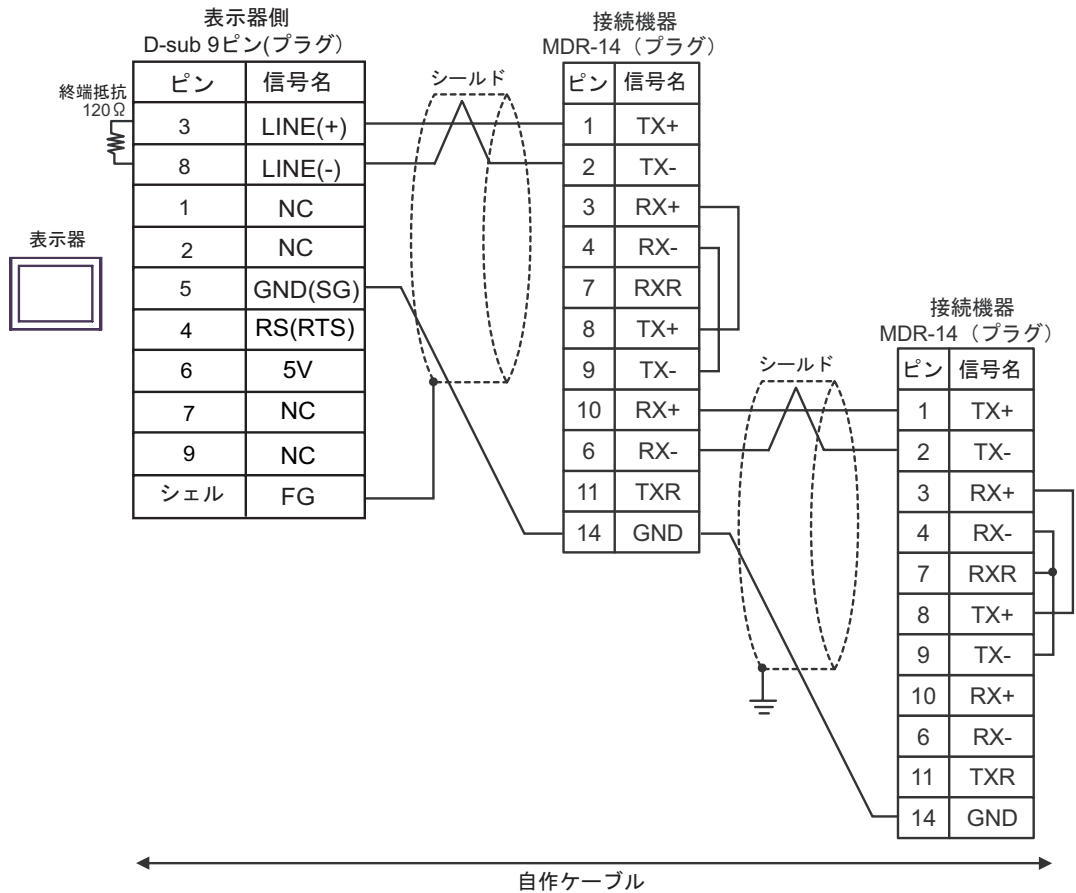 表示器側
D-sub 9ピン(プラグ)
終端抵抗
120Ω
ピン 信号名
3 LINE(+)
8 LINE(-)
1 NC
2 NC
5 GND(SG)
4 RS(RTS)
6 5V
7 NC
9 NC
シェル FG
表示器
シールド
接続機器
MDR-14（プラグ）
ピン 信号名
1 TX+
2 TX-
3 RX+
4 RX-
7 RXR
8 TX+
9 TX-
10 RX+
6 RX-
11 TXR
14 GND
シールド
接続機器
MDR-14（プラグ）
ピン 信号名
1 TX+
2 TX-
3 RX+
4 RX-
7 RXR
8 TX+
9 TX-
10 RX+
6 RX-
11 TXR
14 GND
自作ケーブル